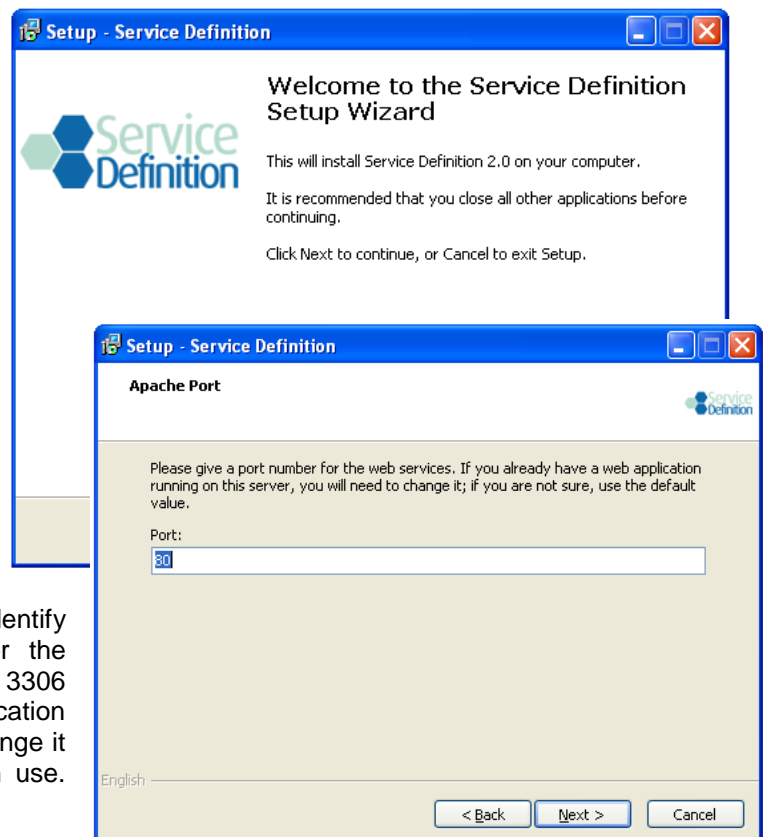 Setup - Service Definition
Service
Definition
Welcome to the Service Definition
Setup Wizard
This will install Service Definition 2.0 on your computer.
It is recommended that you close all other applications before
continuing.
Click Next to continue, or Cancel to exit Setup.
Setup - Service Definition
Apache Port
Service
Definition
Please give a port number for the web services. If you already have a web application
running on this server, you will need to change it; if you are not sure, use the default
value.
Port:
80
English
< Back
Next >
Cancel
the
3306
it
use.